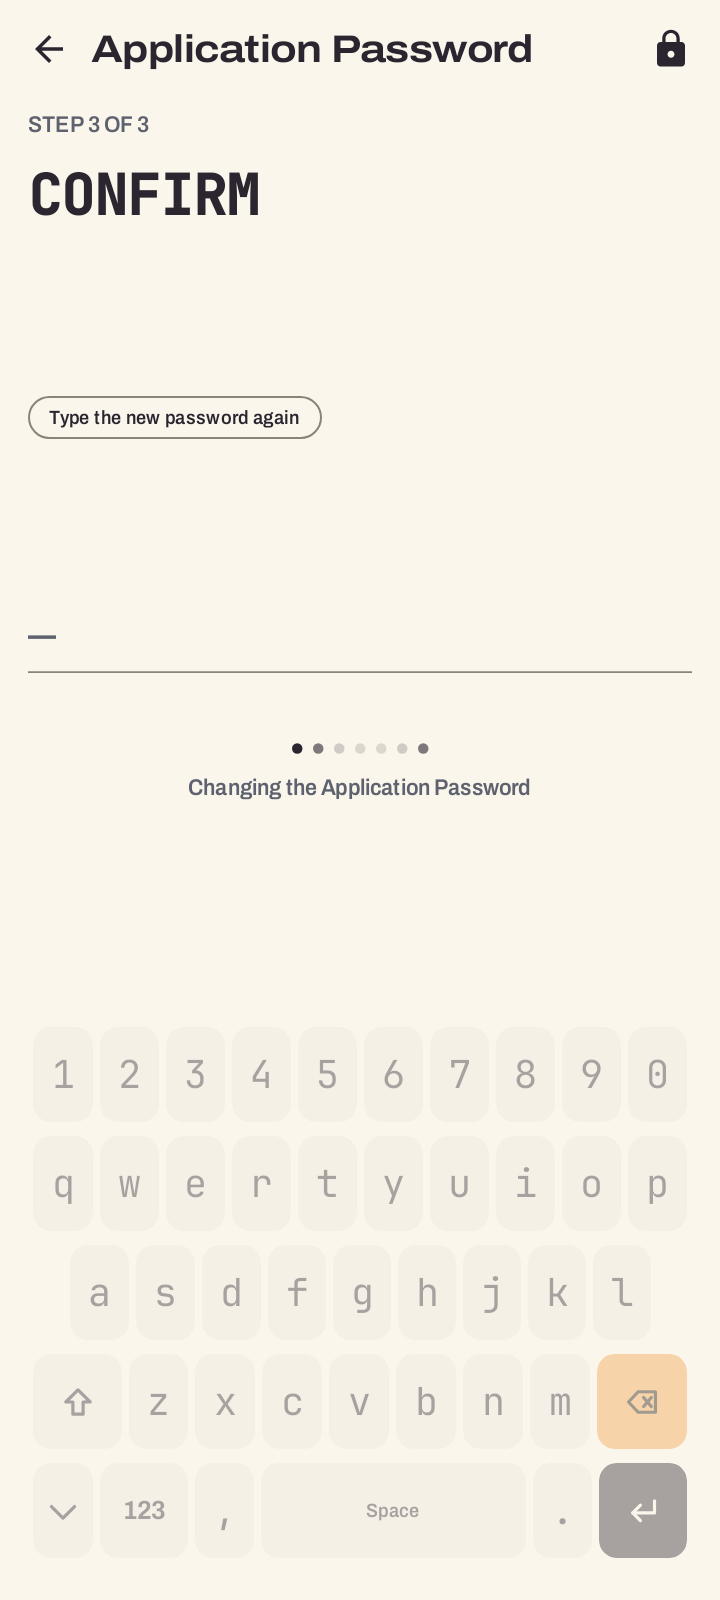 Application Password
STEP 3 OF 3
CONFIRM
Type the new password again
Changing the Application Password
1 2 3 4 5 6 7 8 9 0
q w e r t y u i o p
a s d f g h j k l
z x c v b n m
123 , Space .